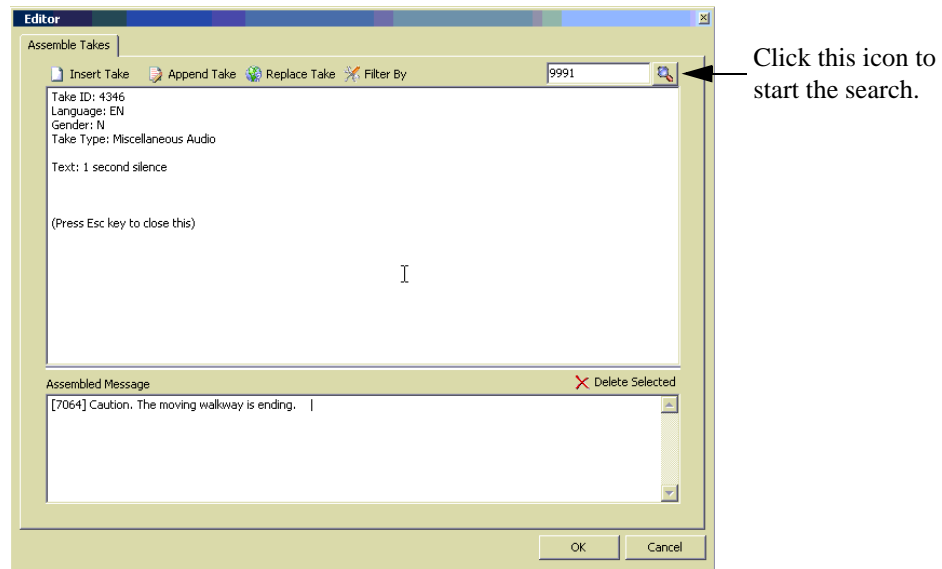 Editor
Assemble Takes
Insert Take Append Take Replace Take Filter By 9991
Click this icon to
start the search.
Take ID: 4346
Language: EN
Gender: N
Take Type: Miscellaneous Audio
Text: 1 second silence
(Press Esc key to close this)
Assembled Message Delete Selected
[7064] Caution. The moving walkway is ending.
OK Cancel